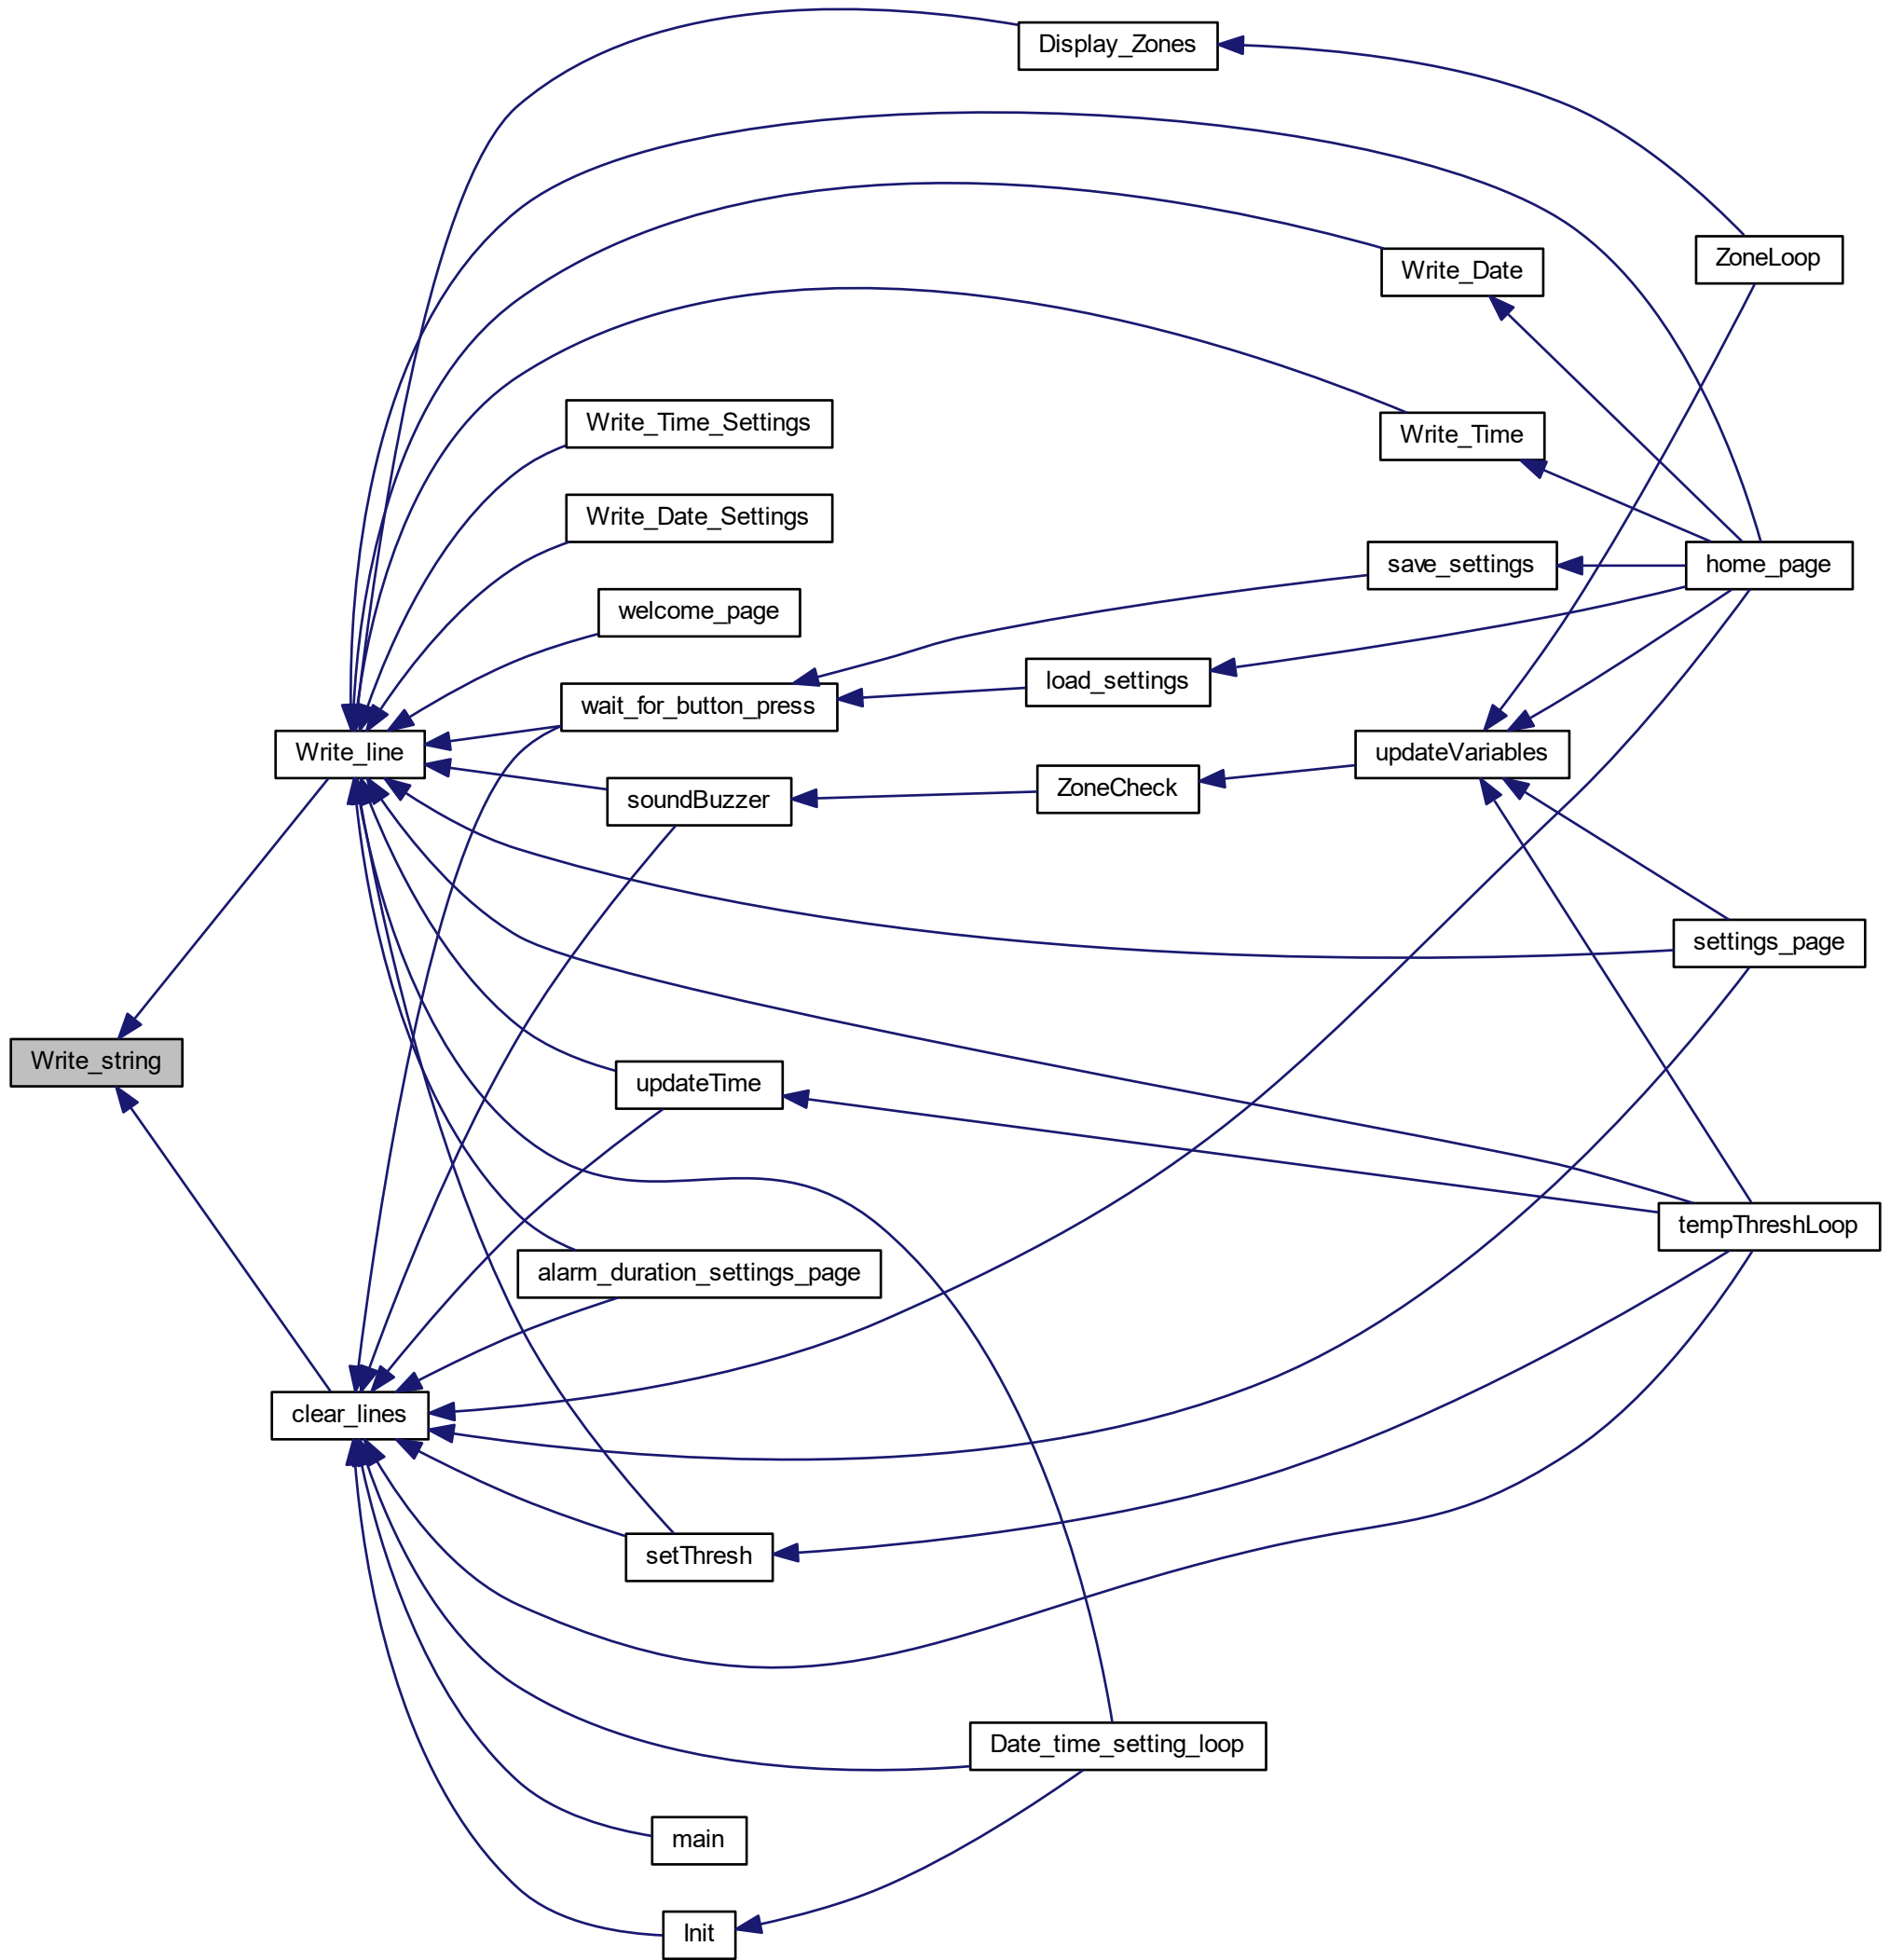 Display_Zones
ZoneLoop
Write_Date
Write_Time_Settings
Write_Time
Write_Date_Settings
save_settings
home_page
welcome_page
load_settings
wait_for_button_press
Write_line
updateVariables
ZoneCheck
soundBuzzer
settings_page
Write_string
updateTime
tempThreshLoop
alarm_duration_settings_page
clear_lines
setThresh
Date_time_setting_loop
main
Init